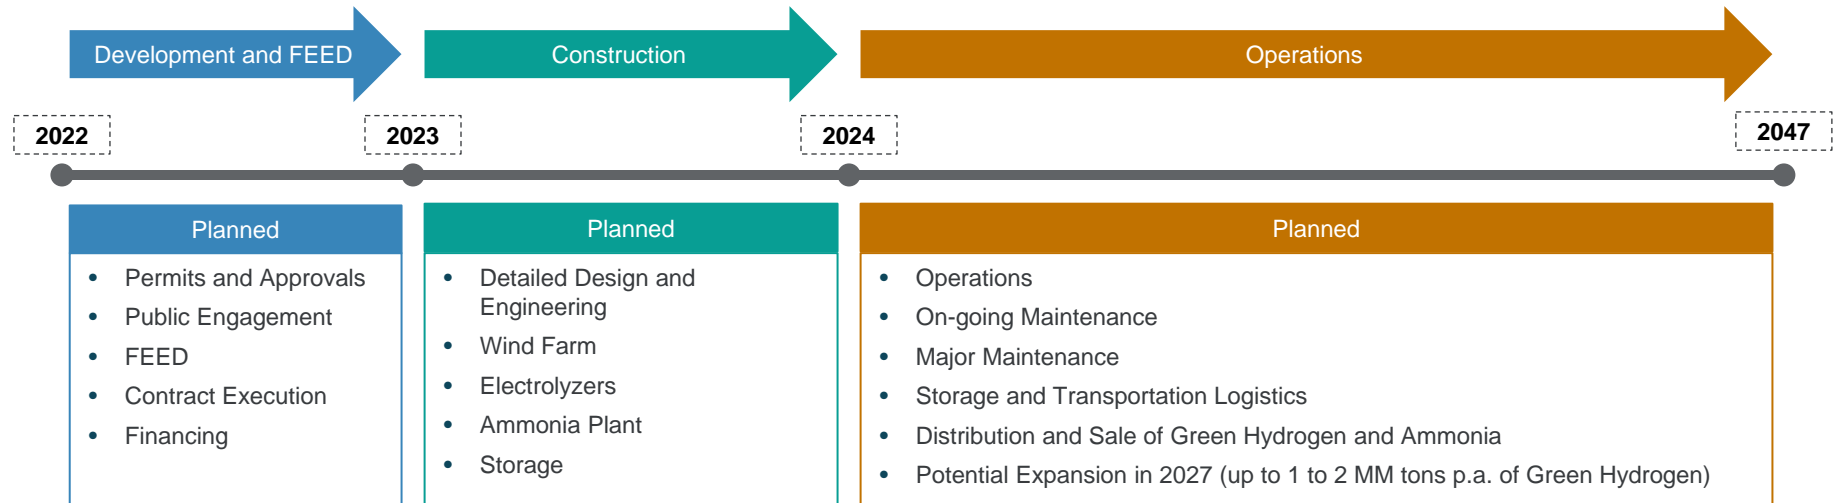 Development and FEED
Construction
Operations
2022
2023
2024
2047
Planned
• Permits and Approvals
• Public Engagement
• FEED
• Contract Execution
• Financing
Planned
• Detailed Design and
Engineering
• Wind Farm
• Electrolyzers
• Ammonia Plant
• Storage
Planned
• Operations
• On-going Maintenance
• Major Maintenance
• Storage and Transportation Logistics
• Distribution and Sale of Green Hydrogen and Ammonia
• Potential Expansion in 2027 (up to 1 to 2 MM tons p.a. of Green Hydrogen)